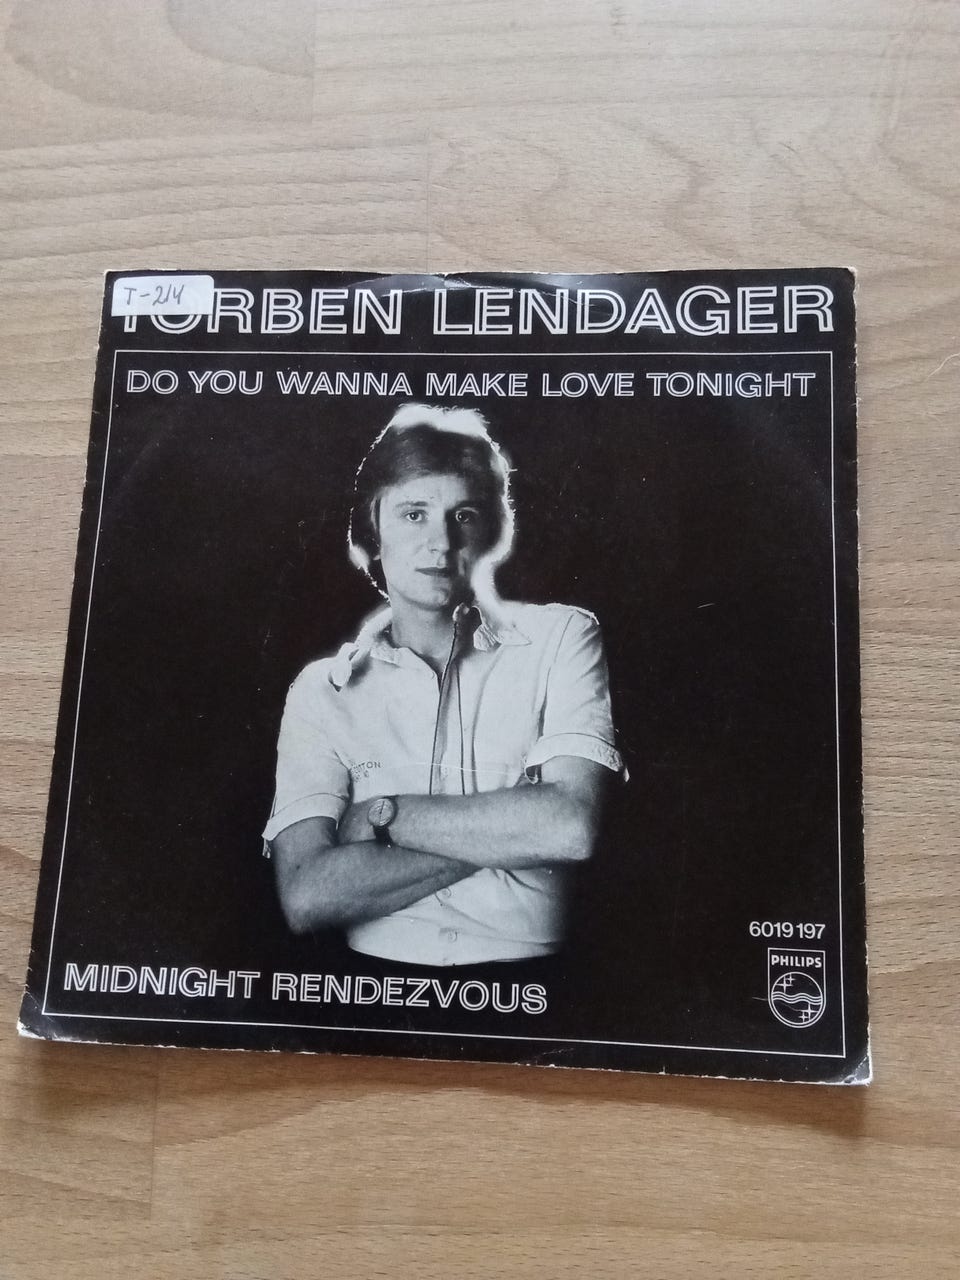 T-214
TORBEN LENDAGER
DO YOU WANNA MAKE LOVE TONIGHT
6019 197
PHILIPS
MIDNIGHT RENDEZVOUS